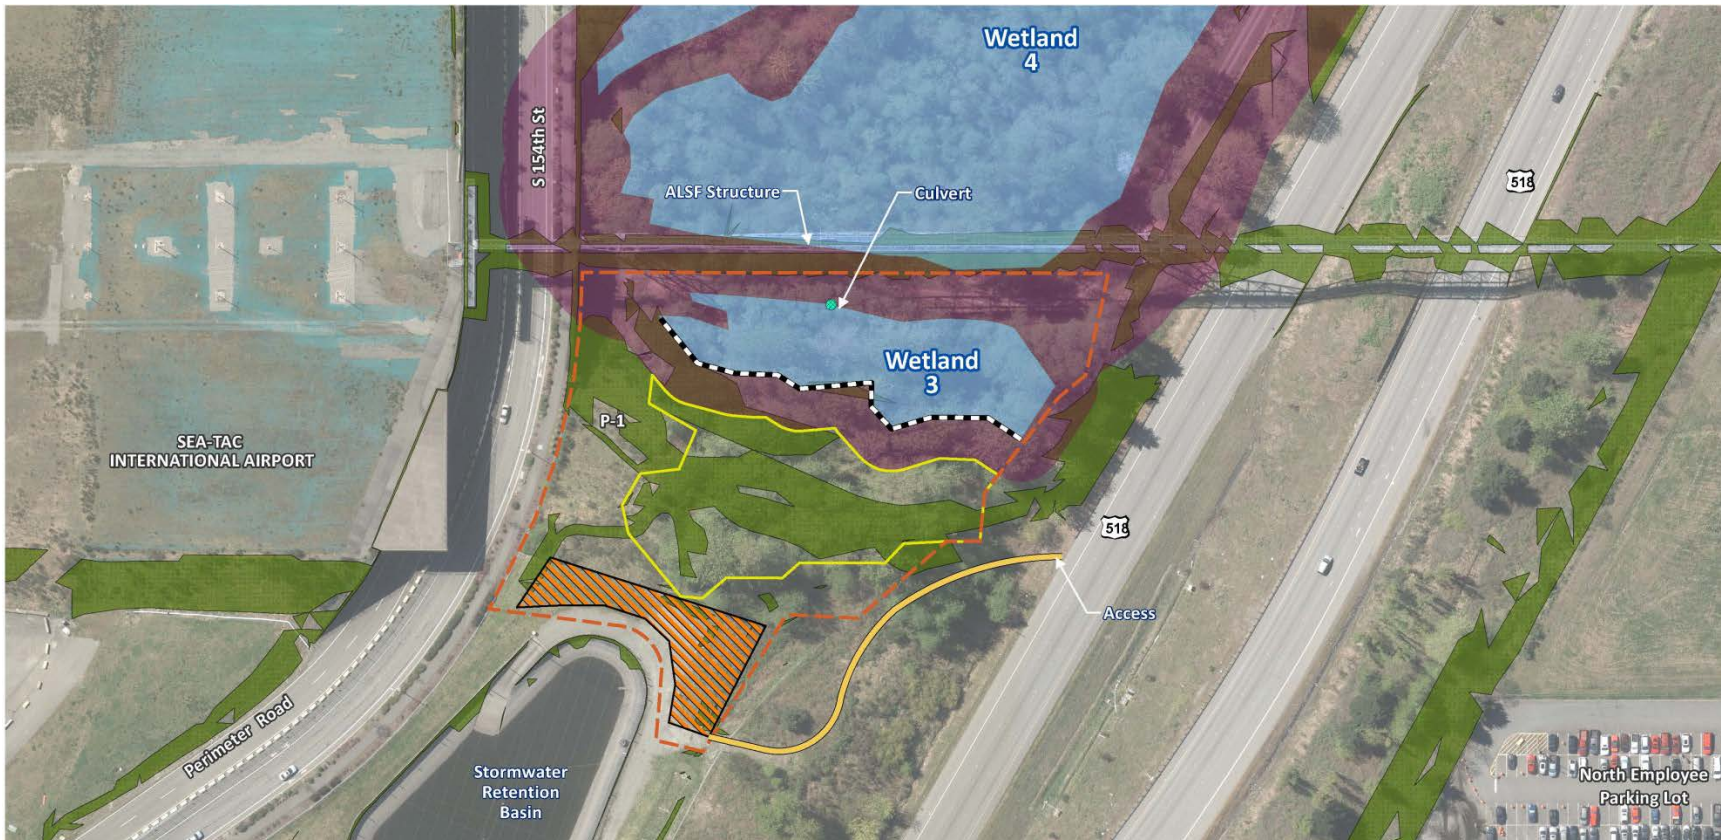 Wetland
4
S 154th St
ALSF Structure
Culvert
518
Wetland
3
P-1
SEA-TAC
INTERNATIONAL AIRPORT
518
Access
Perimeter Road
Stormwater
Retention
Basin
North Employee
Parking Lot